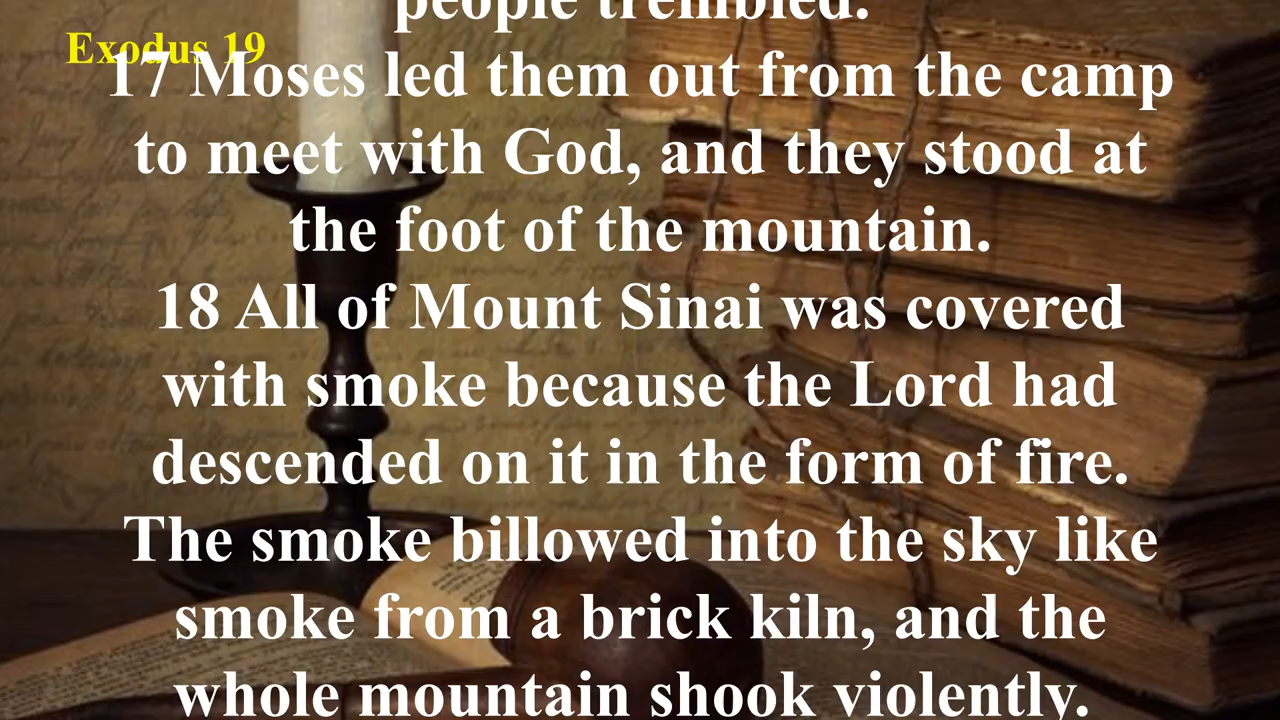 people trembled.
Exodus 19
17 Moses led them out from the camp
to meet with God, and they stood at
the foot of the mountain.
18 All of Mount Sinai was covered
with smoke because the Lord had
descended on it in the form of fire.
The smoke billowed into the sky like
smoke from a brick kiln, and the
whole mountain shook violently.